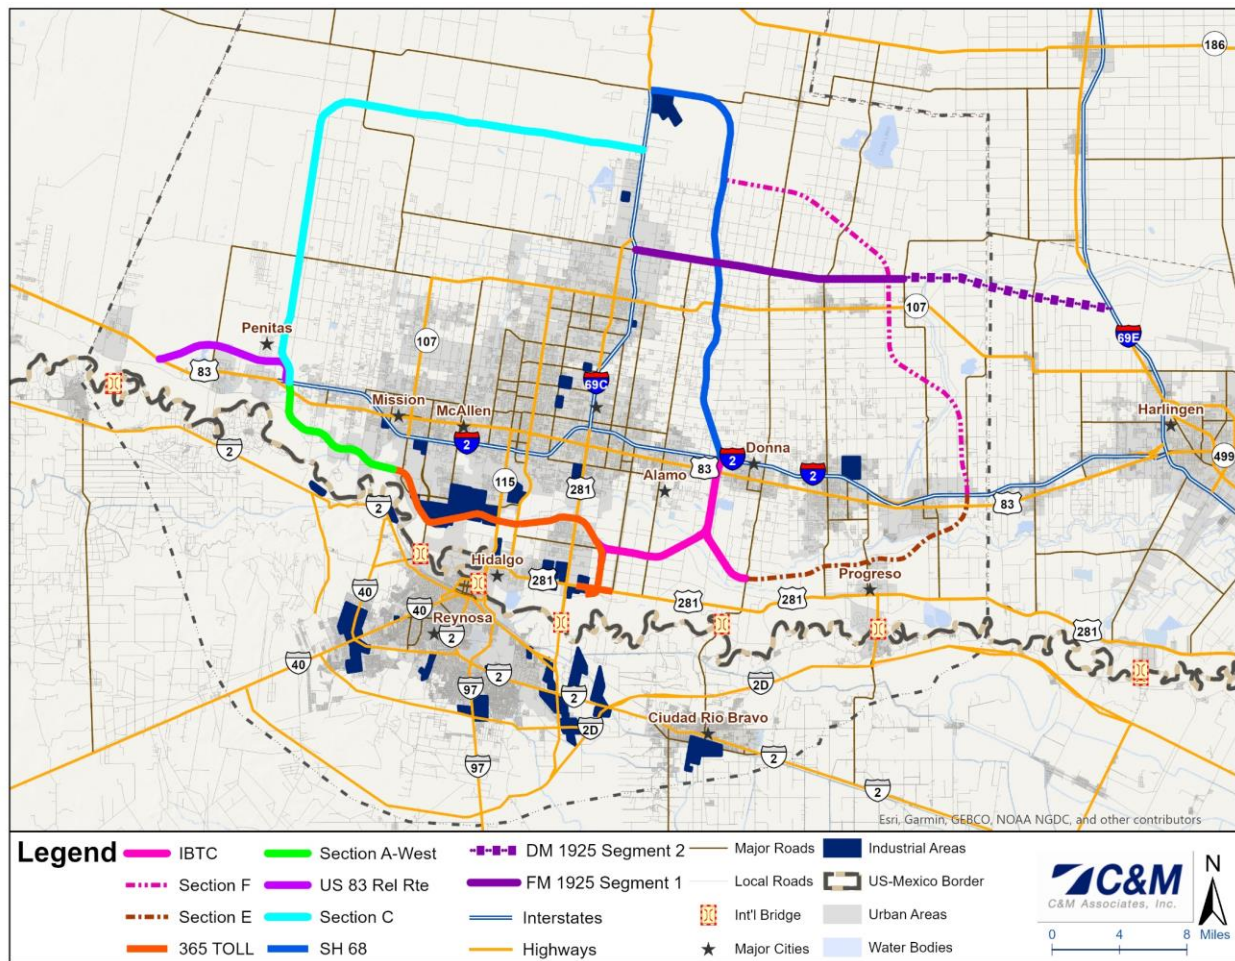 186
Penitas
107
107
83
69E
69C
Mission
McAllen
Harlingen
2
2
2
Donna
499
2
83
115
281
Alamo
83
2
Hidalgo
281
Progreso
281
281
40
40
Reynosa
2
281
40
2
2D
97
2
Ciudad Rio Bravo
2D
2
97
2
Esri, Garmin, GEBCO, NOAA NGDC, and other contributors
Legend
IBTC
Section A-West
DM 1925 Segment 2
Major Roads
Industrial Areas
Section F
US 83 Rel Rte
FM 1925 Segment 1
Local Roads
US-Mexico Border
Section E
Section C
Interstates
Int'l Bridge
Urban Areas
365 TOLL
SH 68
Highways
Major Cities
Water Bodies
C&M
C&M Associates, Inc.
N
0 4 8 Miles